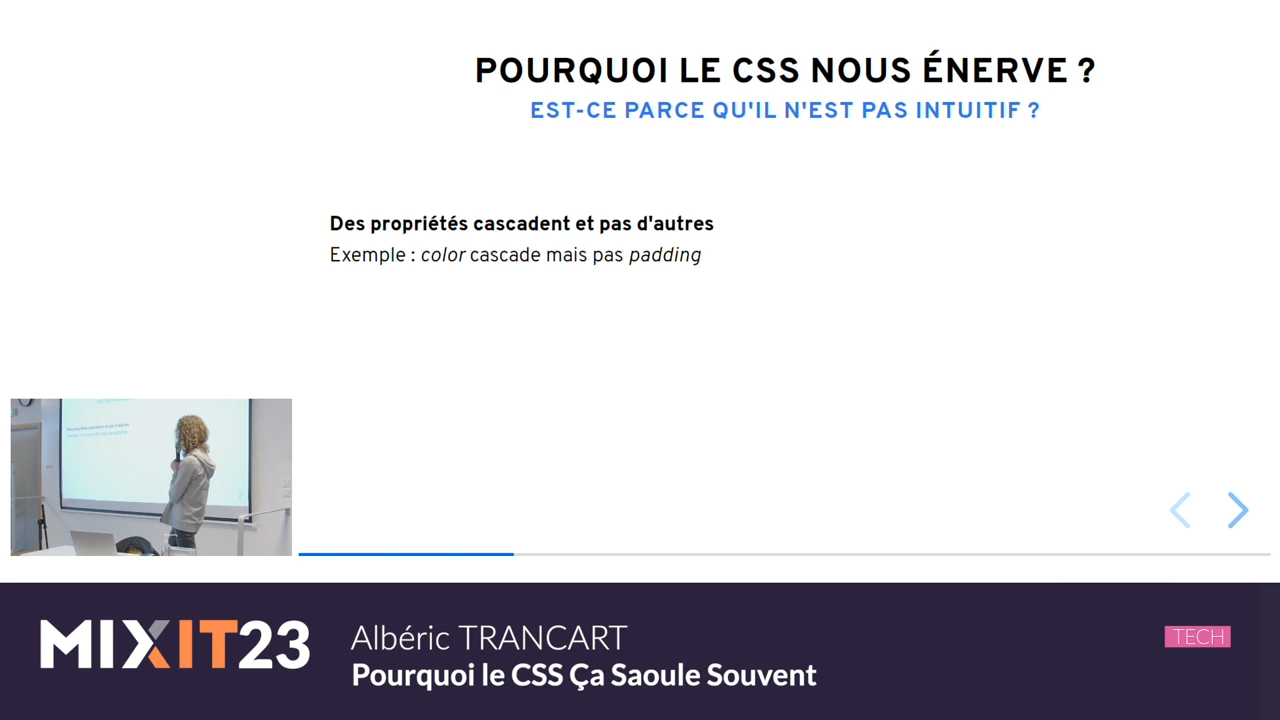 POURQUOI LE CSS NOUS ÉNERVE ?
EST-CE PARCE QU'IL N'EST PAS INTUITIF ?
Des propriétés cascadent et pas d'autres
Exemple : color cascade mais pas padding
MIXIT23
Albéric TRANCART
Pourquoi le CSS Ça Saoule Souvent
TECH